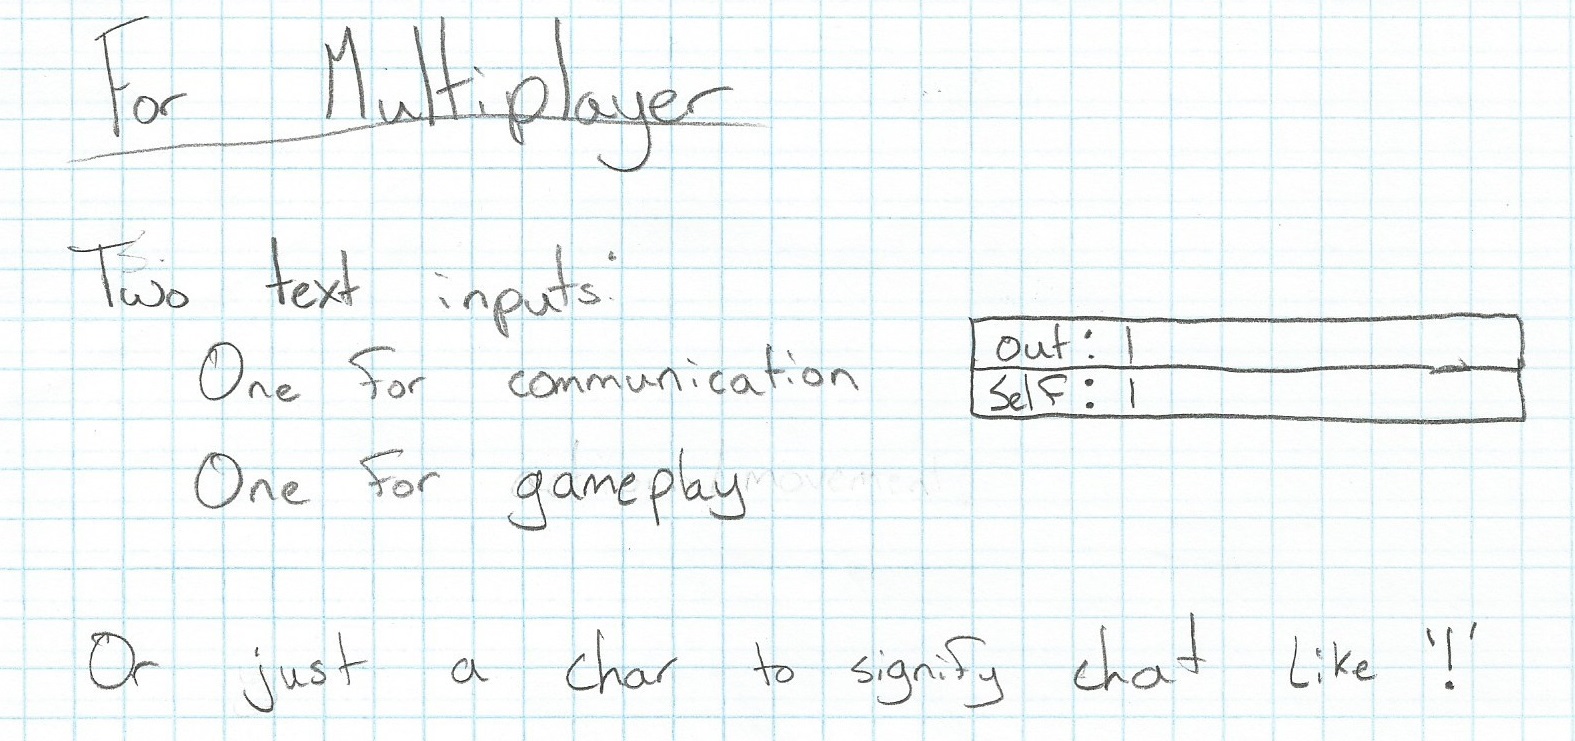 For Multiplayer
Two text inputs:
One for communication
out: |
Self: |
One for gameplay
Or just a char to signify chat like '!'